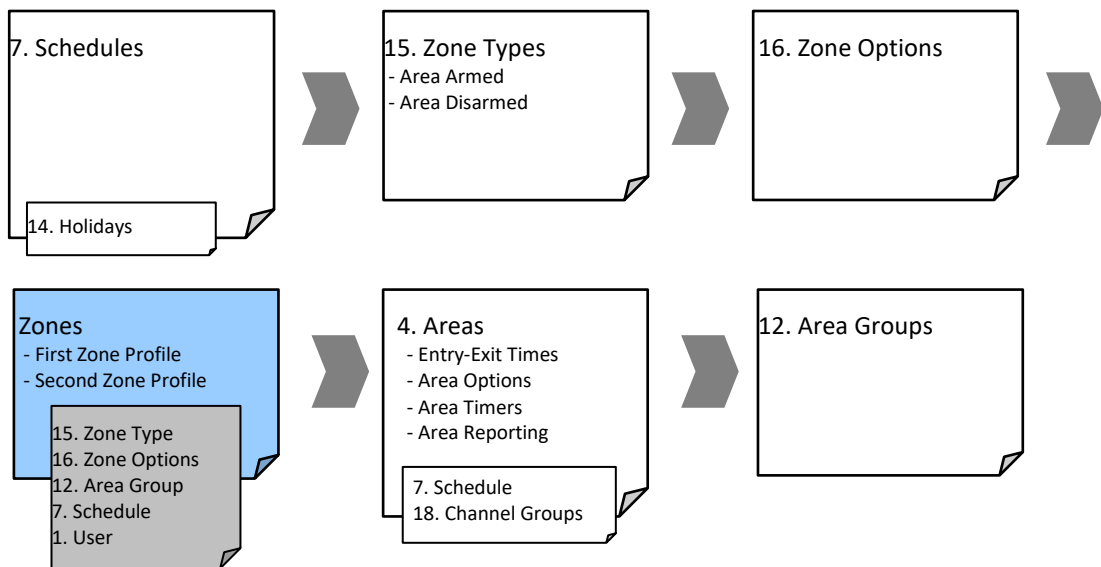 7. Schedules
14. Holidays
15. Zone Types
- Area Armed
- Area Disarmed
16. Zone Options
Zones
- First Zone Profile
- Second Zone Profile
15. Zone Type
16. Zone Options
12. Area Group
7. Schedule
1. User
4. Areas
- Entry-Exit Times
- Area Options
- Area Timers
- Area Reporting
7. Schedule
18. Channel Groups
12. Area Groups